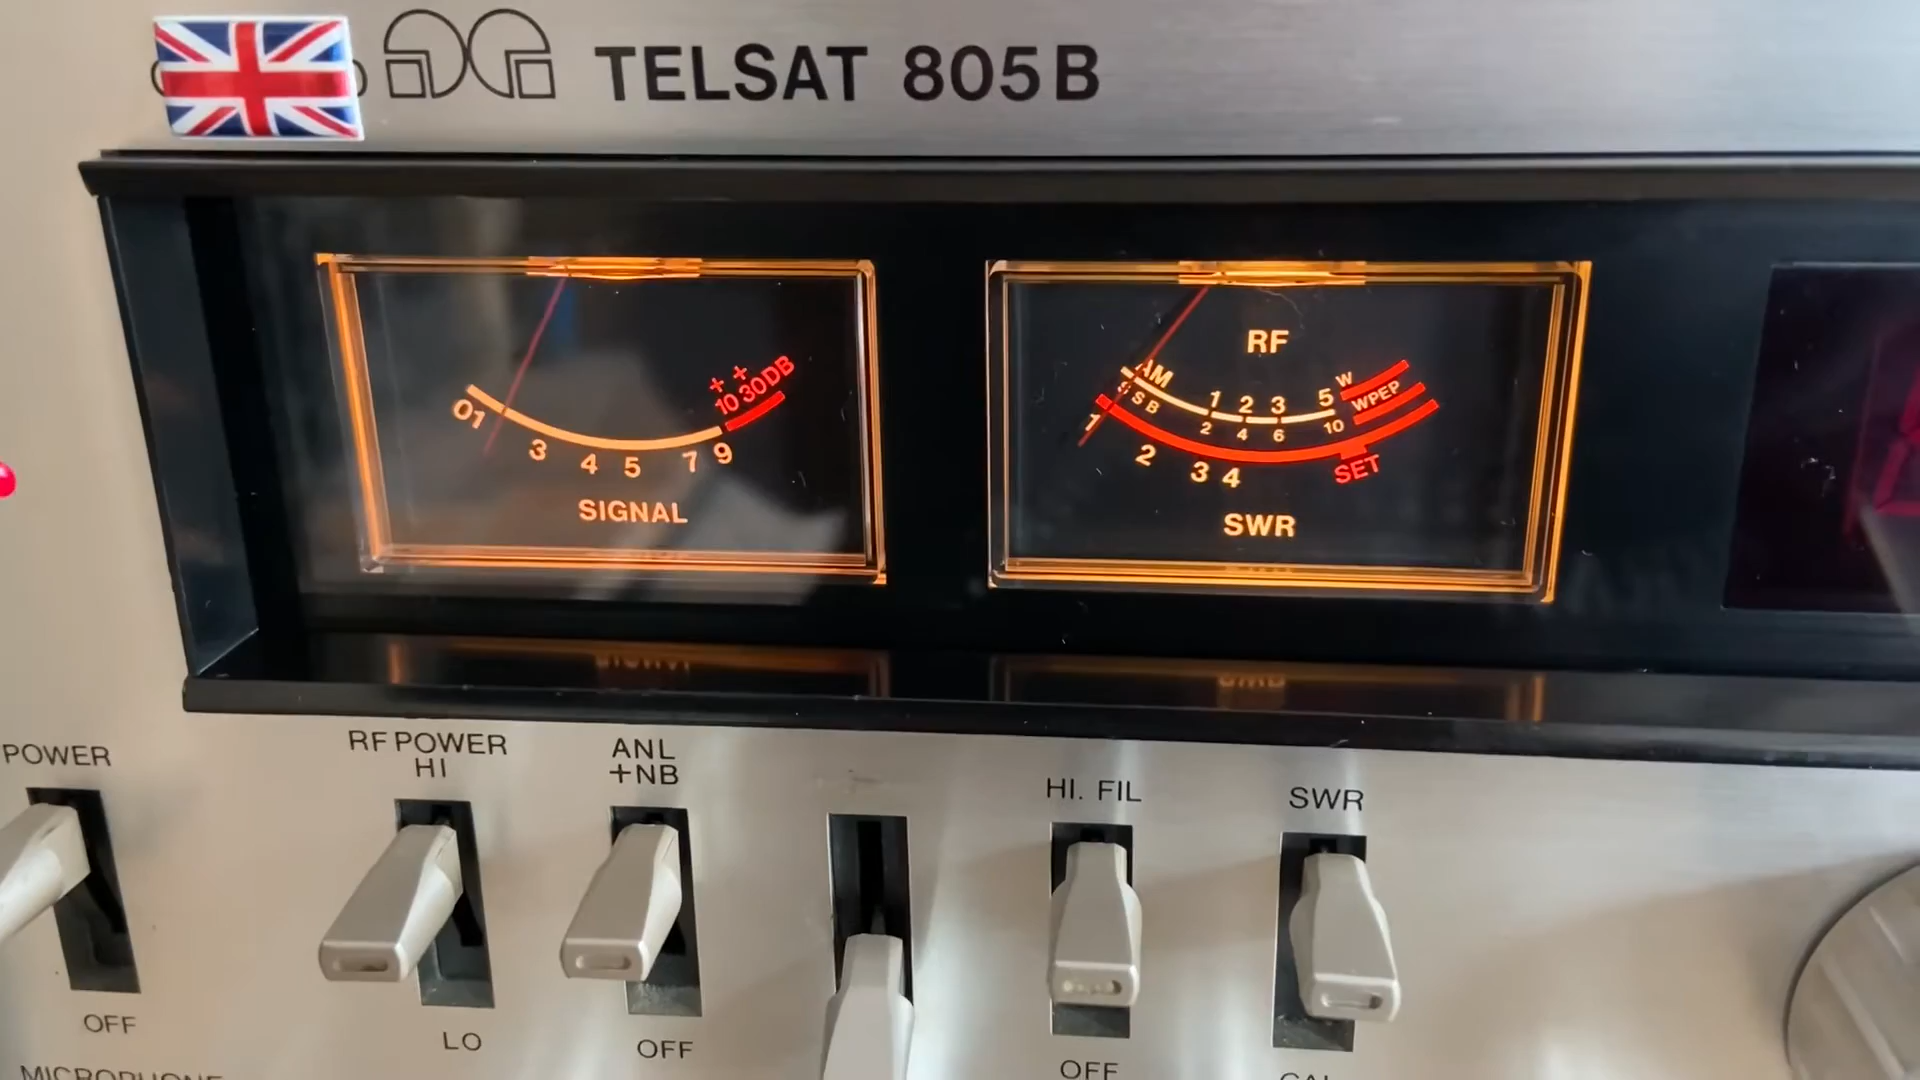 TELSAT 805B
0 1 3 4 5 7 9 +10 +30DB
SIGNAL
RF
AM 1 2 3 5 W
SSB 2 4 6 10 WPEP
1 2 3 4 SET
SWR
POWER
RF POWER
HI
ANL
+NB
HI. FIL
SWR
OFF
LO
OFF
OFF
MICROPHONE